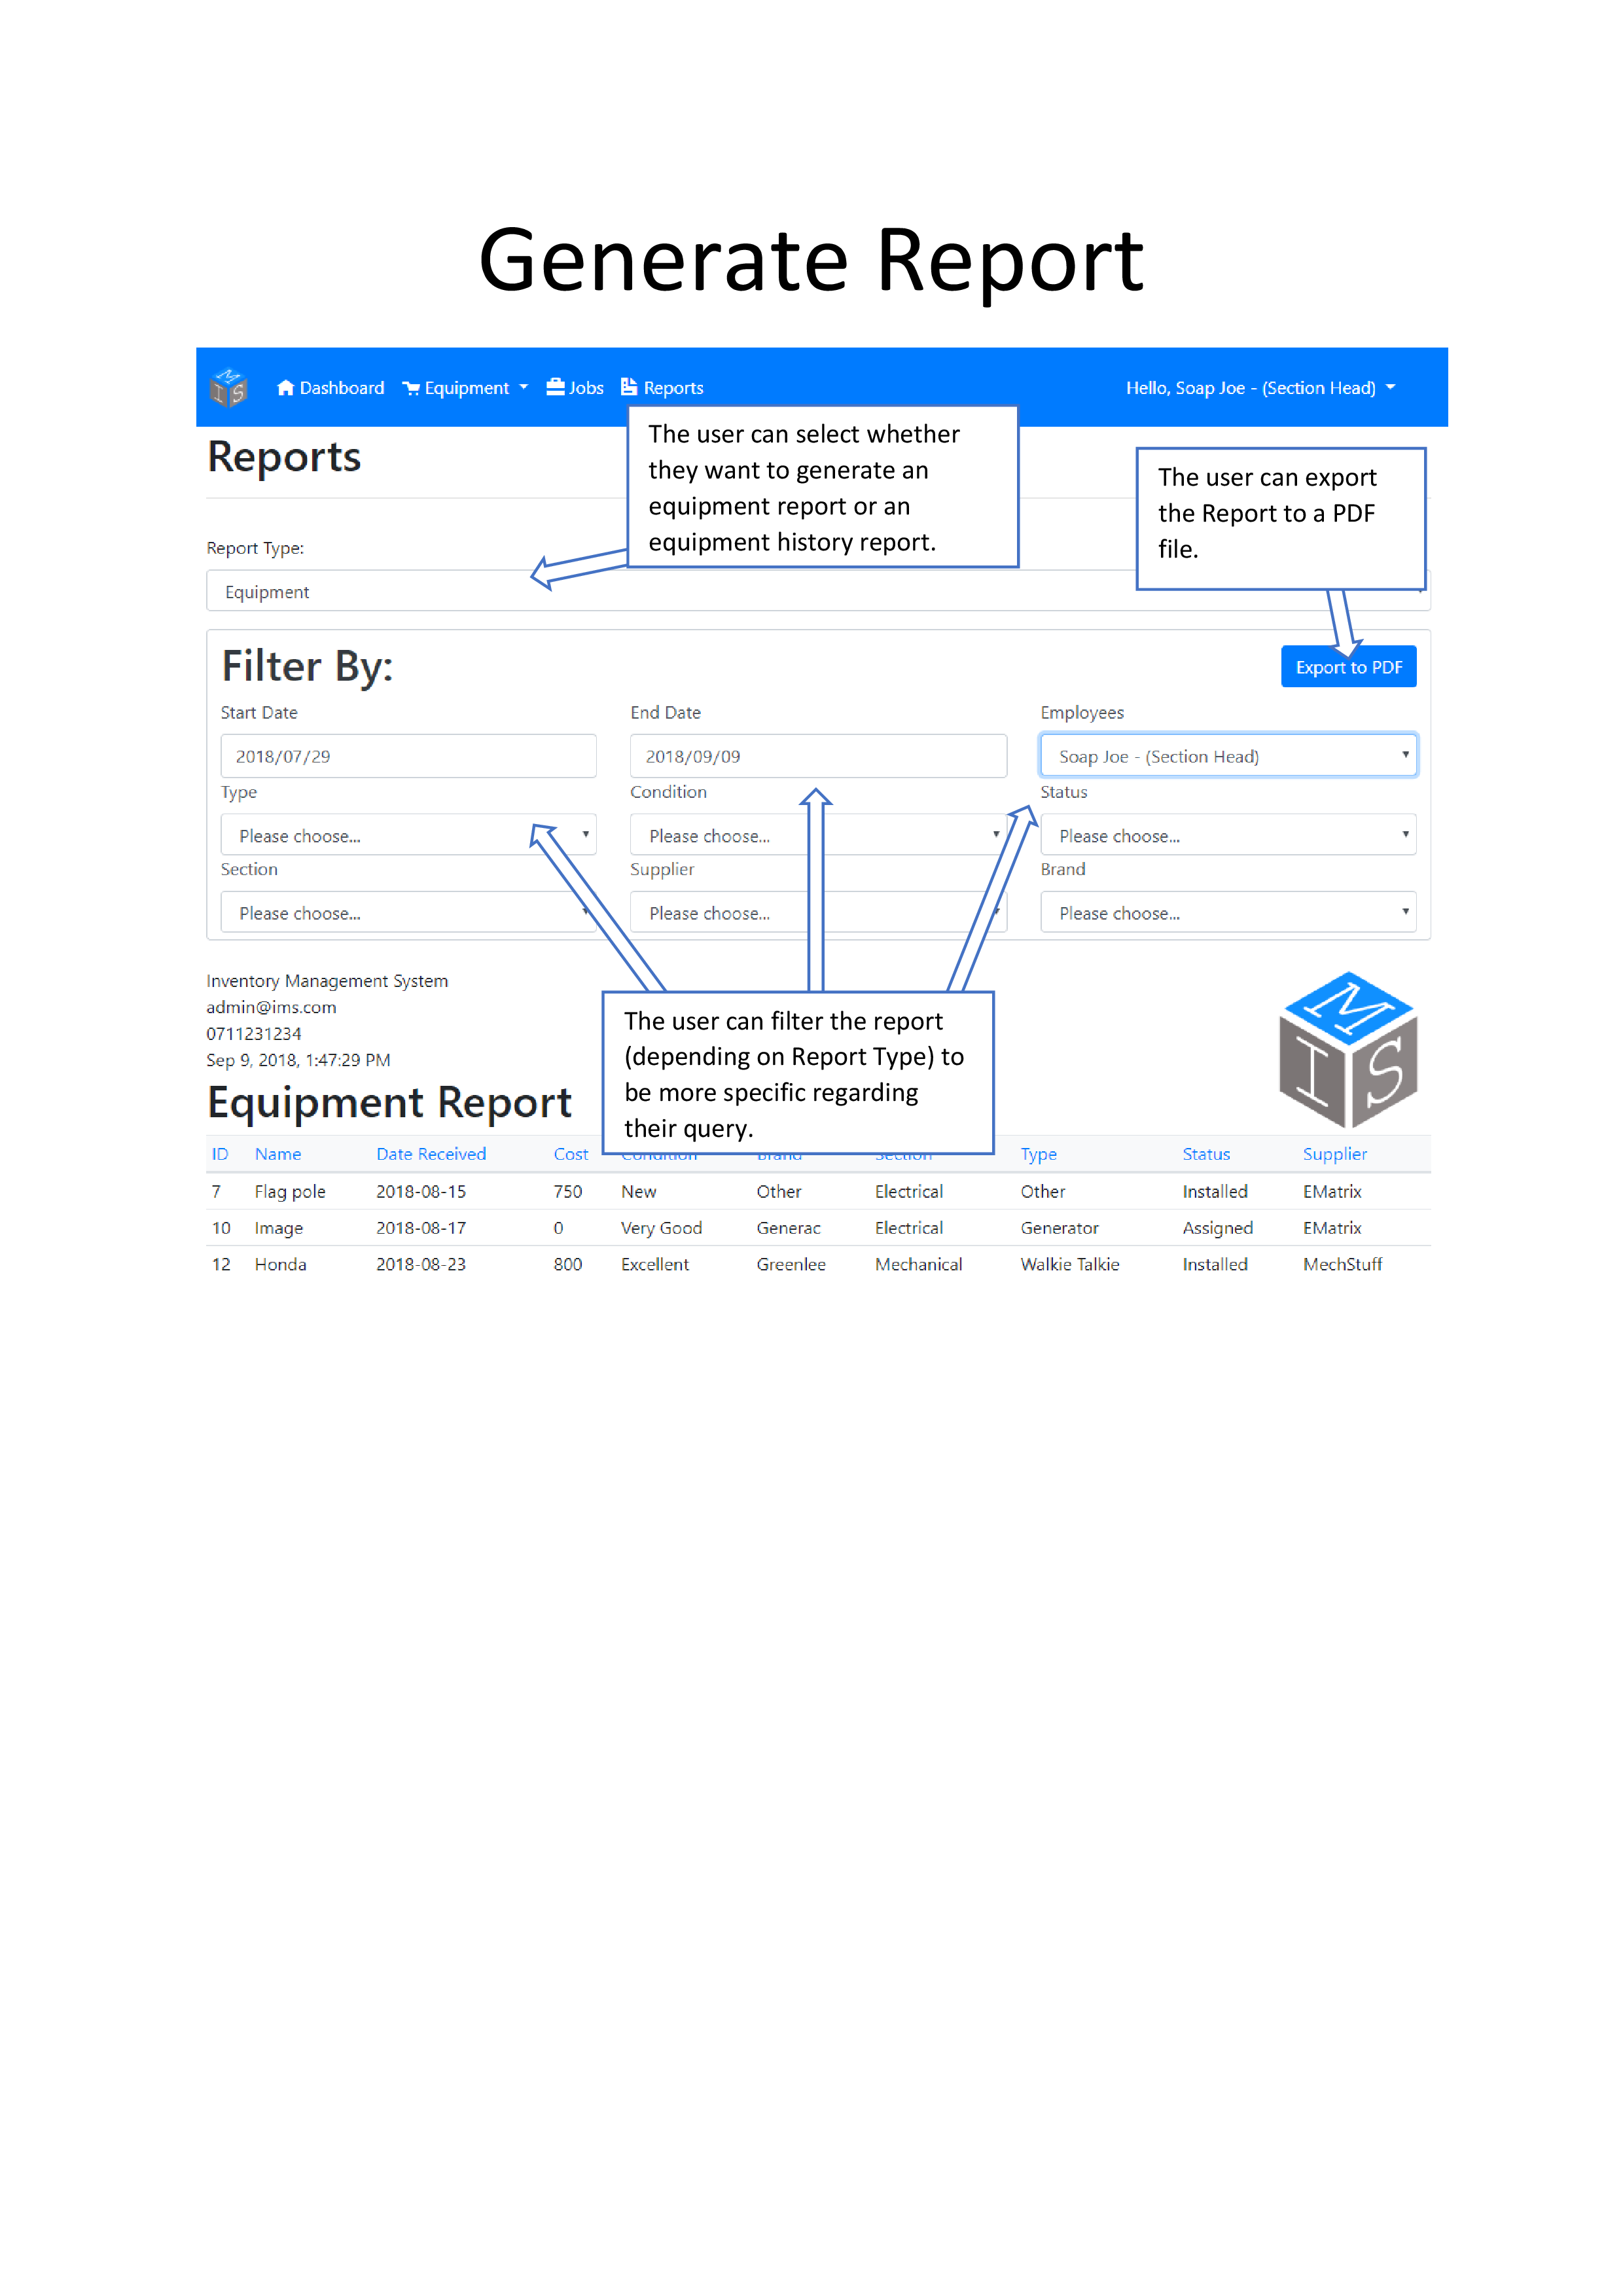 Generate Report
Dashboard Equipment Jobs Reports Hello, Soap Joe - (Section Head)
Reports
The user can select whether
they want to generate an
equipment report or an
equipment history report.
The user can export
the Report to a PDF
file.
Report Type:
Equipment
Filter By:
Export to PDF
Start Date End Date Employees
2018/07/29 2018/09/09 Soap Joe - (Section Head)
Type Condition Status
Please choose... Please choose... Please choose...
Section Supplier Brand
Please choose... Please choose... Please choose...
Inventory Management System
admin@ims.com
0711231234
Sep 9, 2018, 1:47:29 PM
The user can filter the report
(depending on Report Type) to
be more specific regarding
their query.
IMS
Equipment Report
ID Name Date Received Cost Condition Brand Section Type Status Supplier
7 Flag pole 2018-08-15 750 New Other Electrical Other Installed EMatrix
10 Image 2018-08-17 0 Very Good Generac Electrical Generator Assigned EMatrix
12 Honda 2018-08-23 800 Excellent Greenlee Mechanical Walkie Talkie Installed MechStuff